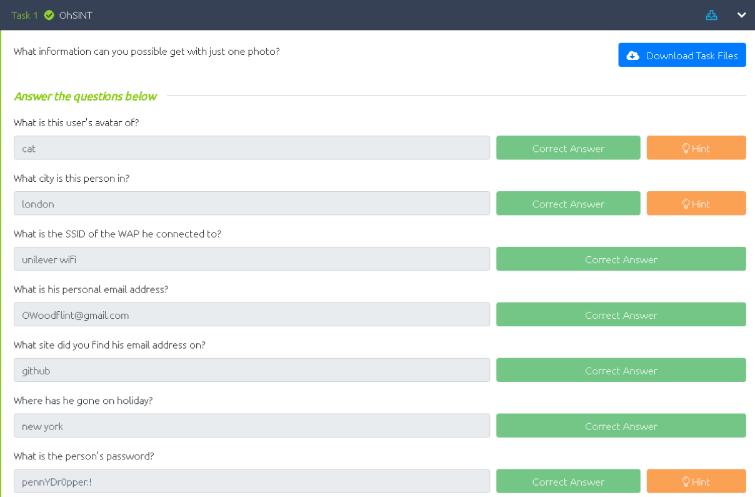 Task 1 OhSINT
What information can you possible get with just one photo?
Download Task Files
Answer the questions below
What is this user's avatar of?
cat
Correct Answer
Hint
What city is this person in?
london
Correct Answer
Hint
What is the SSID of the WAP he connected to?
unilever wifi
Correct Answer
What is his personal email address?
OWoodflint@gmail.com
Correct Answer
What site did you find his email address on?
github
Correct Answer
Where has he gone on holiday?
new york
Correct Answer
What is the person's password?
pennYDr0pper.!
Correct Answer
Hint